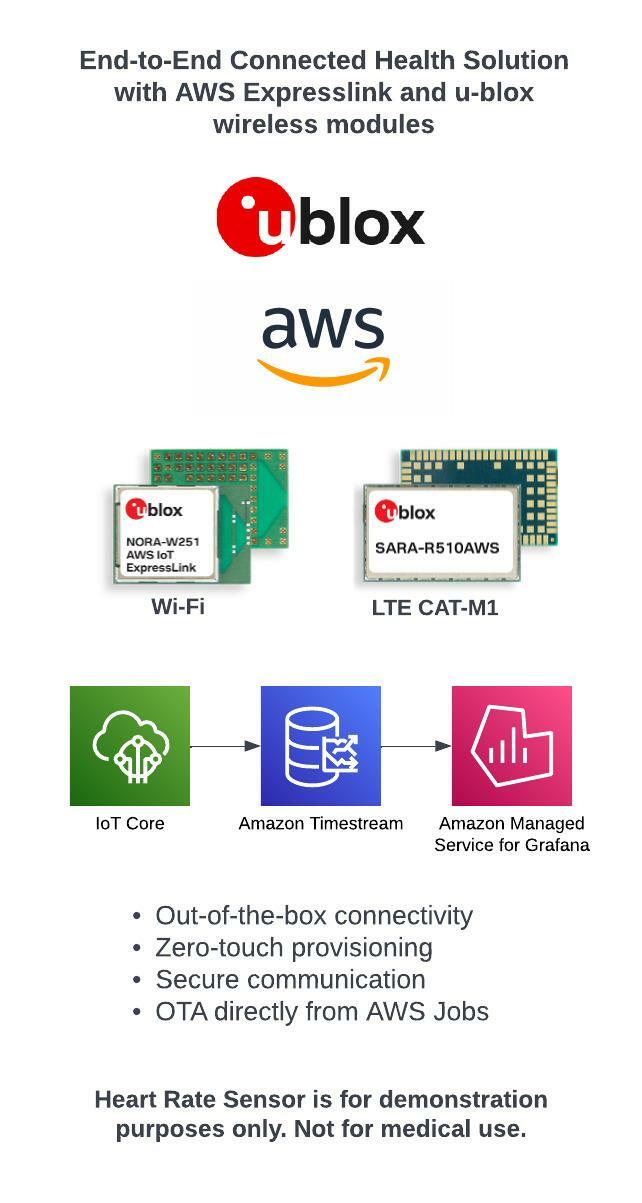 End-to-End Connected Health Solution
with AWS Expresslink and u-blox
wireless modules
ublox
aws
ublox
NORA-W251
AWS IoT
ExpressLink
ublox
SARA-R510AWS
Wi-Fi
LTE CAT-M1
IoT Core
Amazon Timestream
Amazon Managed
Service for Grafana
• Out-of-the-box connectivity
• Zero-touch provisioning
• Secure communication
• OTA directly from AWS Jobs
Heart Rate Sensor is for demonstration
purposes only. Not for medical use.